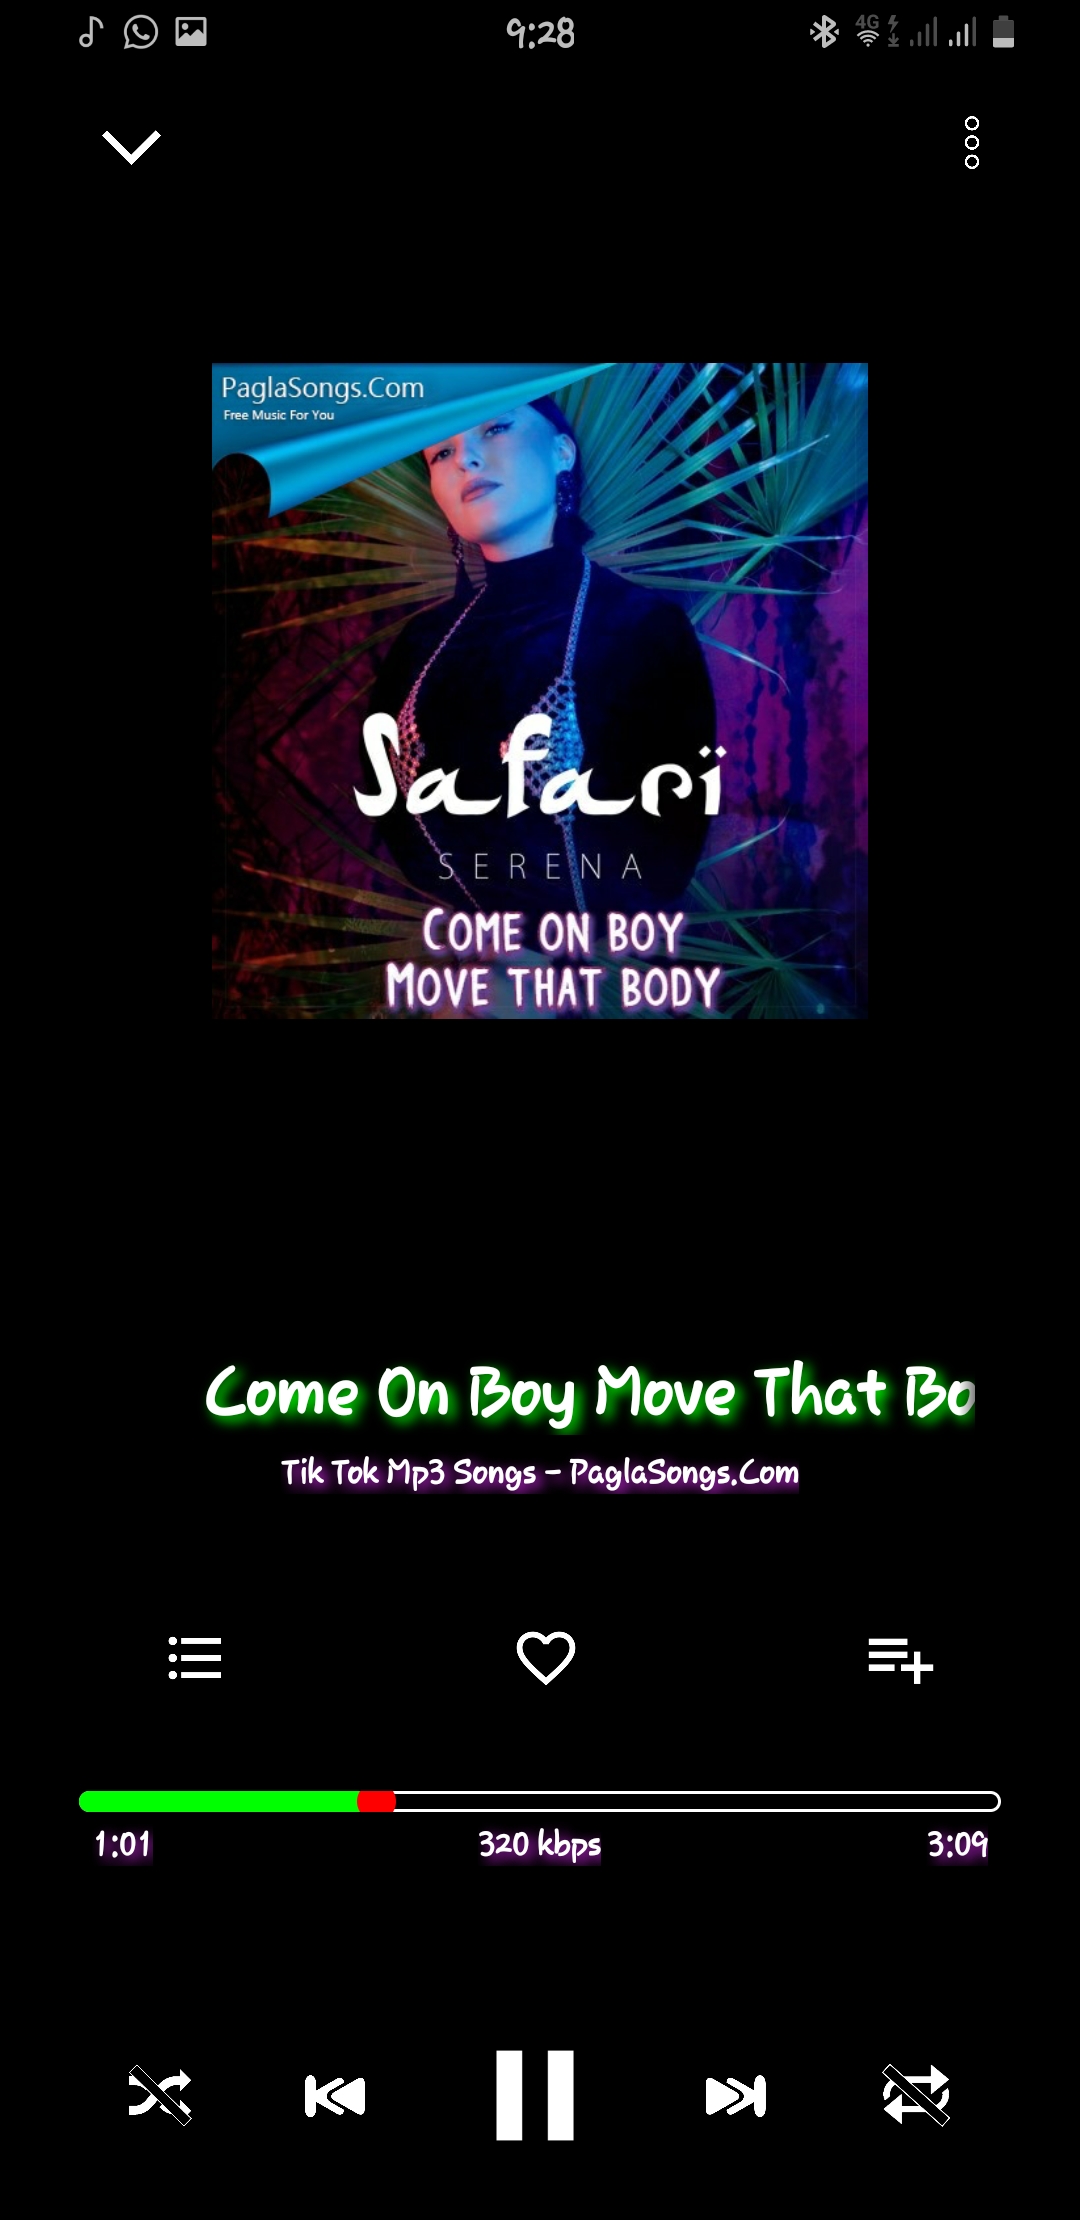 9:28
4G
PaglaSongs.Com
Free Music For You
Safarï
SERENA
COME ON BOY
MOVE THAT BODY
Come On Boy Move That Bo
Tik Tok Mp3 Songs - PaglaSongs.Com
1:01 320 kbps 3:09